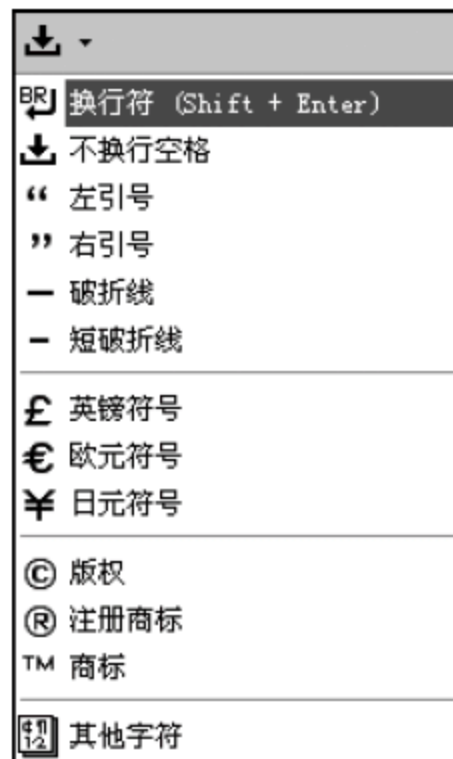 BR 换行符 (Shift + Enter)
不换行空格
“ 左引号
” 右引号
— 破折线
– 短破折线
£ 英镑符号
€ 欧元符号
¥ 日元符号
© 版权
® 注册商标
TM 商标
其他字符